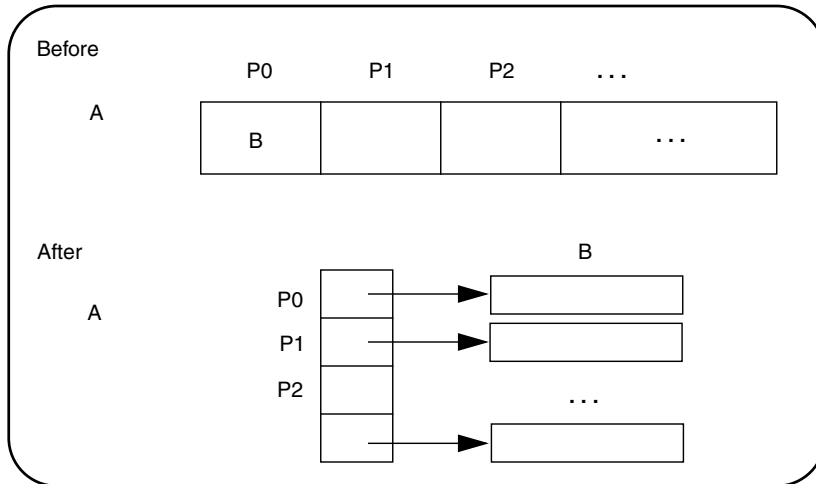 Before
P0 P1 P2 ...
A
B ...
After B
P0
A
P1
P2
...